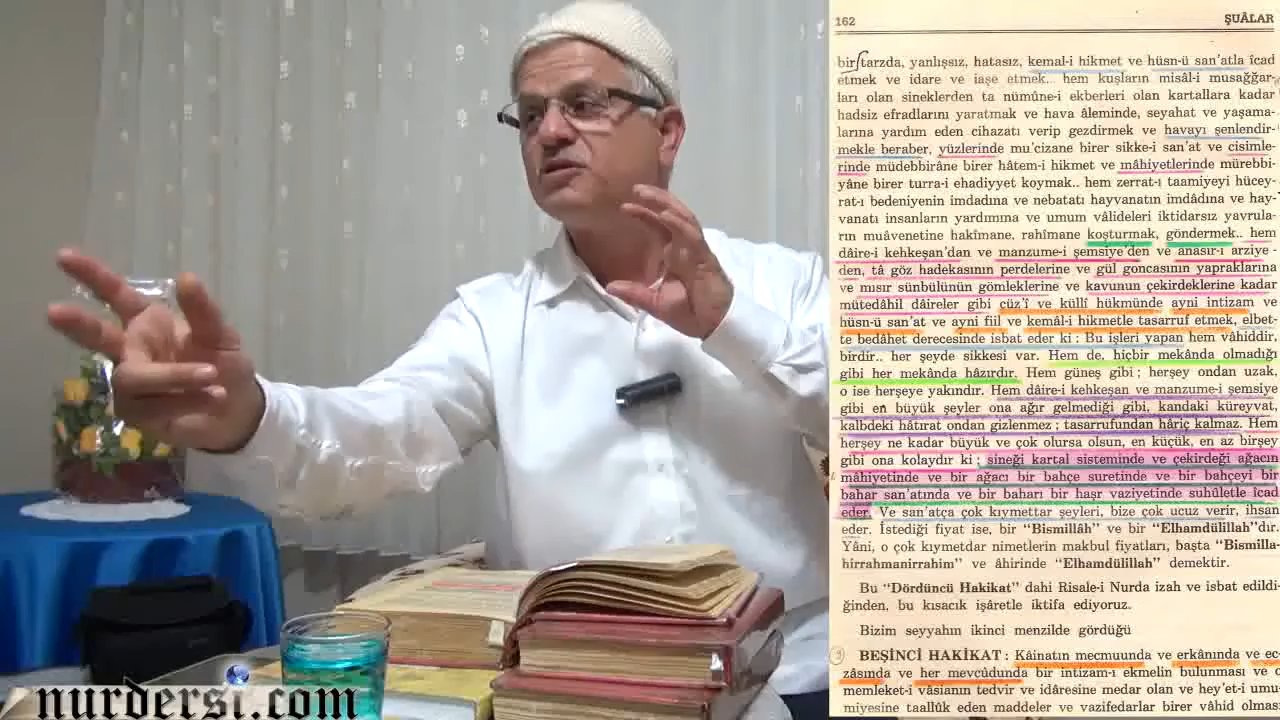 162
ŞUÂLAR
bir tarzda, yanlışsız, hatasız, kemal-i hikmet ve hüsn-ü san'atla îcad
etmek ve idare ve iaşe etmek.. hem kuşların misâl-i musağğar-
ları olan sineklerden ta nümûne-i ekberleri olan kartallara kadar
hadsiz efradlarını yaratmak ve hava âleminde, seyahat ve yaşama-
larına yardım eden cihazatı verip gezdirmek ve havayı şenlendir-
mekle beraber, yüzlerinde mu'cizane birer sikke-i san'at ve cisimle-
rinde müdebbirâne birer hâtem-i hikmet ve mâhiyetlerinde mürebbi-
yâne birer turra-i ehadiyyet koymak.. hem zerrat-ı taamiyeyi hücey-
rat-ı bedeniyenin imdadına ve nebatatı hayvanatın imdâdına ve hay-
vanatı insanların yardımına ve umum vâlideleri iktidarsız yavrula-
rın muâvenetine hakîmane, rahîmane koşturmak, göndermek.. hem
dâire-i kehkeşan'dan ve manzume-i şemsiye'den ve anasır-ı arziye
den, tâ göz hadekasının perdelerine ve gül goncasının yapraklarına
ve mısır sünbülünün gömleklerine ve kavunun çekirdeklerine kadar
mütedâhil dâireler gibi cüz'î ve küllî hükmünde ayni intizam ve
hüsn-ü san'at ve ayni fiil ve kemâl-i hikmetle tasarruf etmek, elbet-
te bedâhet derecesinde isbat eder ki : Bu işleri yapan hem vâhiddir,
birdir.. her şeyde sikkesi var. Hem de, hiçbir mekânda olmadığı
gibi her mekânda hâzırdır. Hem güneş gibi ; herşey ondan uzak,
o ise herşeye yakındır. Hem dâire-i kehkeşan ve manzume-i şemsiye
gibi en büyük şeyler ona ağır gelmediği gibi, kandaki küreyvat,
kalbdeki hâtırat ondan gizlenmez ; tasarrufundan hâriç kalmaz. Hem
herşey ne kadar büyük ve çok olursa olsun, en küçük, en az birşey
gibi ona kolaydır ki ; sineği kartal sisteminde ve çekirdeği ağacın
mâhiyetinde ve bir ağacı bir bahçe suretinde ve bir bahçeyi bir
bahar san'atında ve bir baharı bir haşr vaziyetinde suhûletle îcad
eder. Ve san'atça çok kıymettar şeyleri, bize çok ucuz verir, ihsan
eder. İstediği fiyat ise, bir "Bismillâh" ve bir "Elhamdülillah"dır.
Yâni, o çok kıymetdar nimetlerin makbul fiyatları, başta "Bismilla-
hirrahmanirrahim" ve âhirinde "Elhamdülillah" demektir.
Bu "Dördüncü Hakikat" dahi Risale-i Nurda izah ve isbat edildi-
ğinden, bu kısacık işâretle iktifa ediyoruz.
Bizim seyyahın ikinci menzilde gördüğü
BEŞİNCİ HAKİKAT : Kâinatın mecmuunda ve erkânında ve ec-
zâsında ve her mevcûdunda bir intizam-ı ekmelin bulunması ve o
memleket-i vâsianın tedvir ve idâresine medar olan ve hey'et-i umu
miyesine taallûk eden maddeler ve vazifedarlar birer vâhid olmas
nurdersi.com